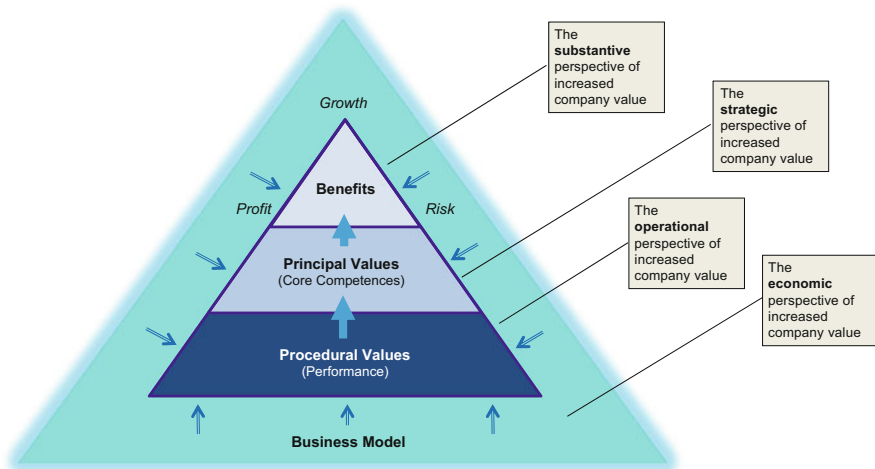 The
substantive
perspective of
increased
company value
The
strategic
perspective of
increased
company value
Growth
Benefits
Profit
Risk
The
operational
perspective of
increased
company value
Principal Values
(Core Competences)
The
economic
perspective of
increased
company value
Procedural Values
(Performance)
Business Model